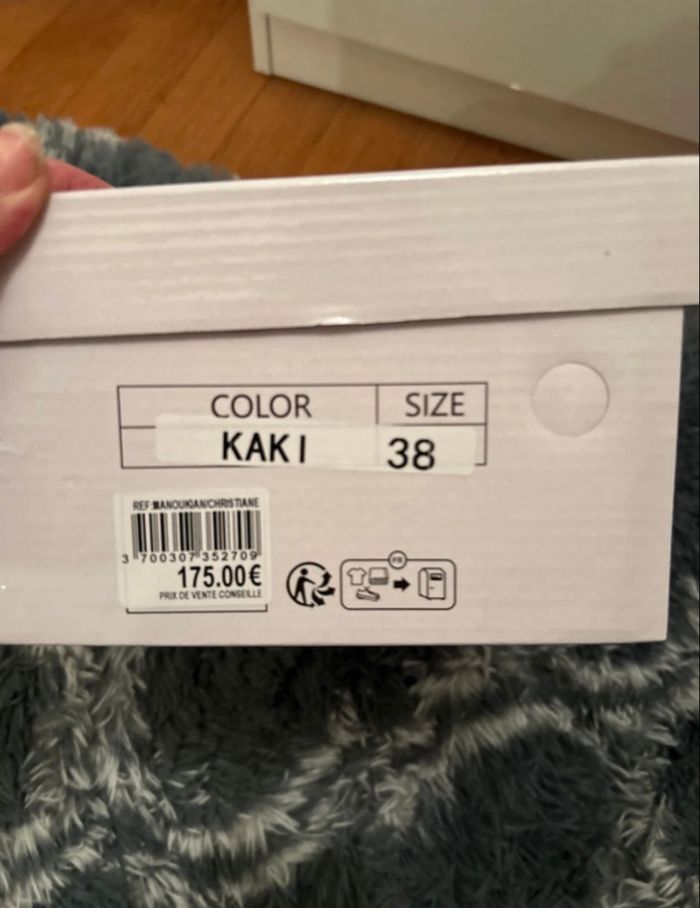 COLOR SIZE
KAKI 38
REF:MANOUKIAN/CHRISTIANE
3 700307 352709
175.00€
PRIX DE VENTE CONSEILLE
FR